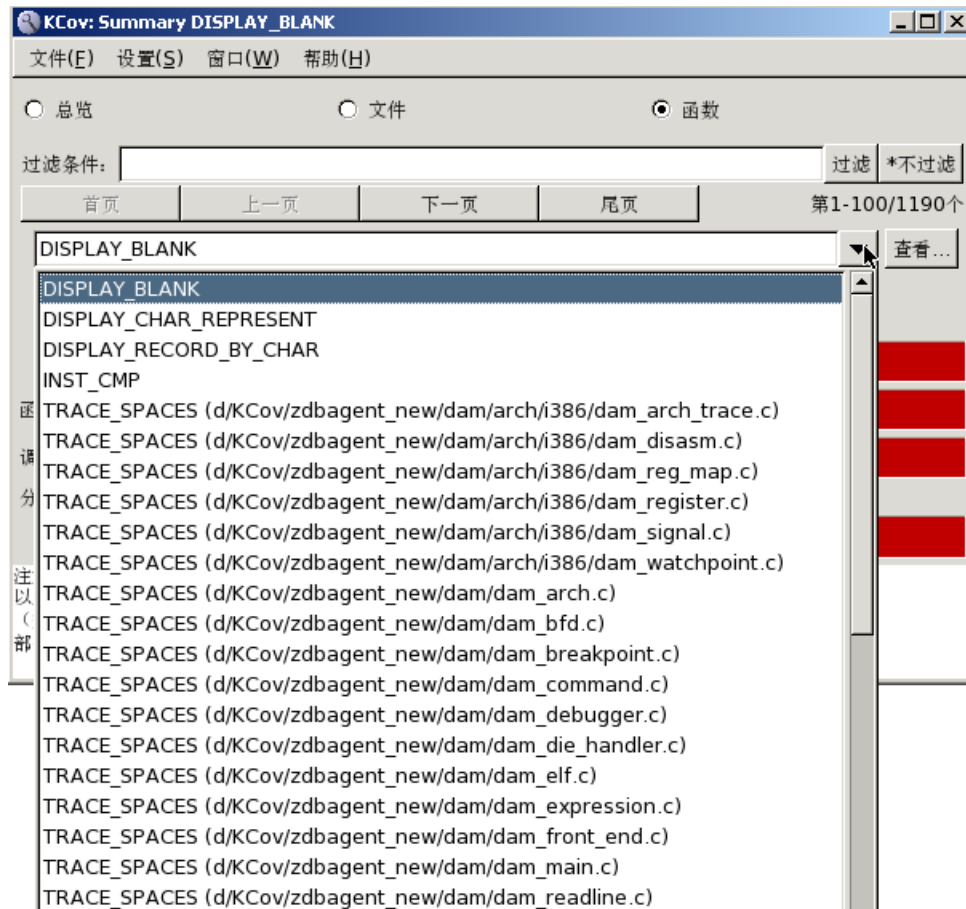 KCov: Summary DISPLAY_BLANK
文件(F) 设置(S) 窗口(W) 帮助(H)
总览 文件 函数
过滤条件: 过滤 *不过滤
首页 上一页 下一页 尾页 第1-100/1190个
DISPLAY_BLANK 查看...
DISPLAY_BLANK
DISPLAY_CHAR_REPRESENT
DISPLAY_RECORD_BY_CHAR
INST_CMP
函 TRACE_SPACES (d/KCov/zdbagent_new/dam/arch/i386/dam_arch_trace.c)
TRACE_SPACES (d/KCov/zdbagent_new/dam/arch/i386/dam_disasm.c)
调 TRACE_SPACES (d/KCov/zdbagent_new/dam/arch/i386/dam_reg_map.c)
分 TRACE_SPACES (d/KCov/zdbagent_new/dam/arch/i386/dam_register.c)
TRACE_SPACES (d/KCov/zdbagent_new/dam/arch/i386/dam_signal.c)
TRACE_SPACES (d/KCov/zdbagent_new/dam/arch/i386/dam_watchpoint.c)
注
以 TRACE_SPACES (d/KCov/zdbagent_new/dam/dam_arch.c)
（ TRACE_SPACES (d/KCov/zdbagent_new/dam/dam_bfd.c)
部 TRACE_SPACES (d/KCov/zdbagent_new/dam/dam_breakpoint.c)
TRACE_SPACES (d/KCov/zdbagent_new/dam/dam_command.c)
TRACE_SPACES (d/KCov/zdbagent_new/dam/dam_debugger.c)
TRACE_SPACES (d/KCov/zdbagent_new/dam/dam_die_handler.c)
TRACE_SPACES (d/KCov/zdbagent_new/dam/dam_elf.c)
TRACE_SPACES (d/KCov/zdbagent_new/dam/dam_expression.c)
TRACE_SPACES (d/KCov/zdbagent_new/dam/dam_front_end.c)
TRACE_SPACES (d/KCov/zdbagent_new/dam/dam_main.c)
TRACE_SPACES (d/KCov/zdbagent_new/dam/dam_readline.c)